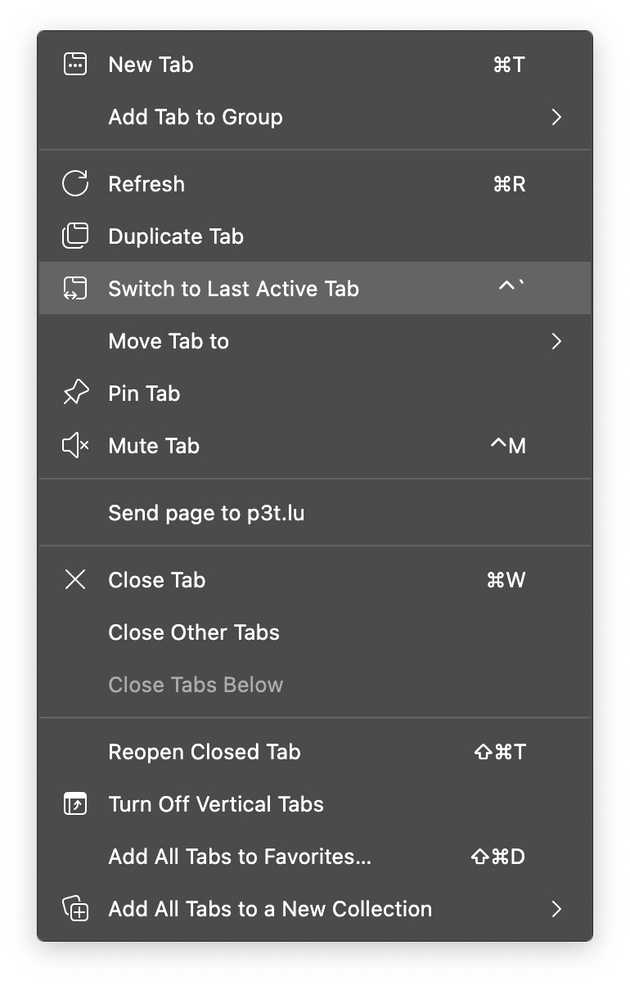 New Tab ⌘T
Add Tab to Group
Refresh ⌘R
Duplicate Tab
Switch to Last Active Tab ^`
Move Tab to
Pin Tab
Mute Tab ^M
Send page to p3t.lu
Close Tab ⌘W
Close Other Tabs
Close Tabs Below
Reopen Closed Tab ⇧⌘T
Turn Off Vertical Tabs
Add All Tabs to Favorites... ⇧⌘D
Add All Tabs to a New Collection